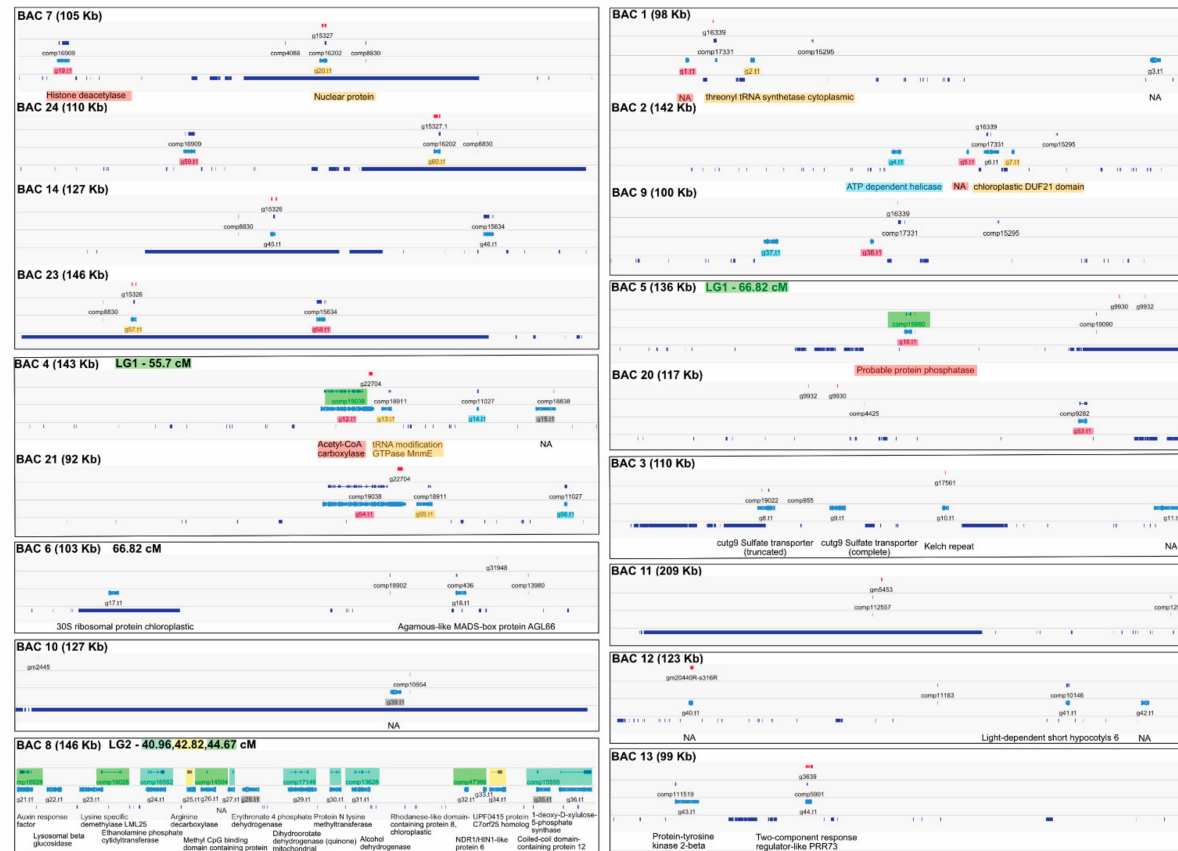 BAC 7 (105 Kb)
g15327
comp16909 comp4088 comp16202 comp8830
g19.t1 g20.t1
Histone deacetylase Nuclear protein
BAC 24 (110 Kb)
g15327.1
comp16909 comp16202 comp8830
g59.t1 g60.t1
BAC 14 (127 Kb)
g15326
comp8830 comp15634
g45.t1 g46.t1
BAC 23 (146 Kb)
g15326
comp8830 comp15634
g57.t1 g58.t1
BAC 4 (143 Kb) LG1 - 55.7 cM
g22704
comp19038 comp18911 comp11027 comp18838
g12.t1 g13.t1 g14.t1 g15.t1
Acetyl-CoA carboxylase tRNA modification GTPase MnmE NA
BAC 21 (92 Kb)
g22704
comp19038 comp18911 comp11027
g54.t1 g55.t1 g56.t1
BAC 6 (103 Kb) 66.82 cM
g31948
comp18902 comp436 comp13980
g17.t1 g18.t1
30S ribosomal protein chloroplastic Agamous-like MADS-box protein AGL66
BAC 10 (127 Kb)
gm2445
comp10954
g39.t1
NA
BAC 8 (146 Kb) LG2 - 40.96,42.82,44.67 cM
mp18628 comp19026 comp16592 comp14504 comp17146 comp13628 comp47366 comp15555
g21.t1 g22.t1 g23.t1 g24.t1 g25.t1 g26.t1 g27.t1 g28.t1 g29.t1 g30.t1 g31.t1 g32.t1 g33.t1 g34.t1 g35.t1 g36.t1
NA
Auxin response factor
Lysosomal beta glucosidase
Lysine specific demethylase LML25
Ethanolamine phosphate cytidyltransferase
Arginine decarboxylase
Methyl CpG binding domain containing protein
Erythronate 4 phosphate dehydrogenase
Dihydroorotate dehydrogenase (quinone) mitochondrial
Protein N lysine methyltransferase
Alcohol dehydrogenase
Rhodanese-like domain-containing protein 8, chloroplastic
NDR1/HIN1-like protein 6
UPF0415 protein C7orf25 homolog
1-deoxy-D-xylulose-5-phosphate synthase
Coiled-coil domain-containing protein 12
BAC 1 (98 Kb)
g16339
comp17331 comp15295
g1.t1 g2.t1 g3.t1
NA threonyl tRNA synthetase cytoplasmic NA
BAC 2 (142 Kb)
g16339
comp17331 comp15295
g4.t1 g5.t1 g6.t1 g7.t1
ATP dependent helicase NA chloroplastic DUF21 domain
BAC 9 (100 Kb)
g16339
comp17331 comp15295
g37.t1 g38.t1
BAC 5 (136 Kb) LG1 - 66.82 cM
g9930 g9932
comp15980 comp19090
g16.t1
Probable protein phosphatase
BAC 20 (117 Kb)
g9932 g9930
comp4425 comp9282
g53.t1
BAC 3 (110 Kb)
g17561
comp19022 comp955
g8.t1 g9.t1 g10.t1 g11.t
cutg9 Sulfate transporter (truncated) cutg9 Sulfate transporter (complete) Kelch repeat NA
BAC 11 (209 Kb)
gm5453
comp112557
BAC 12 (123 Kb)
gm20440R-s316R
comp11183 comp10146
g40.t1 g41.t1 g42.t1
NA Light-dependent short hypocotyls 6 NA
BAC 13 (99 Kb)
g3639
comp111519 comp5901
g43.t1 g44.t1
Protein-tyrosine kinase 2-beta Two-component response regulator-like PRR73